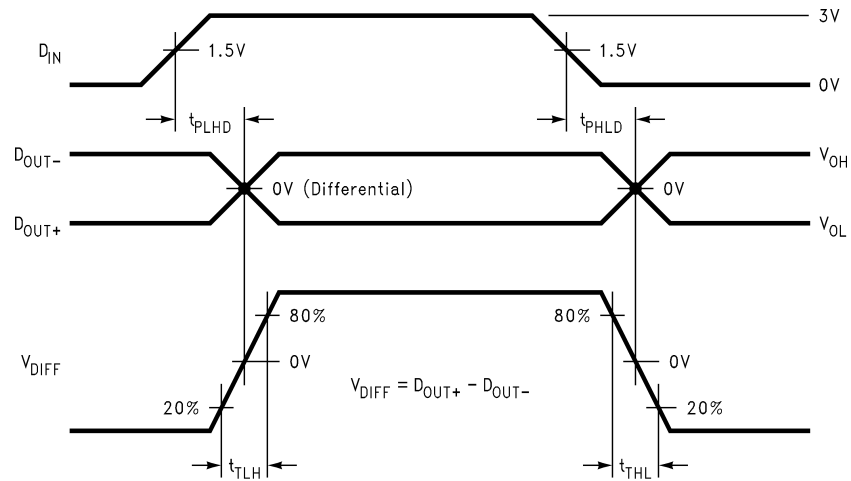 3V
D_IN
1.5V
1.5V
0V
t_PLHD
t_PHLD
D_OUT-
V_OH
0V (Differential)
0V
D_OUT+
V_OL
80%
80%
V_DIFF
0V
0V
V_DIFF = D_OUT+ - D_OUT-
20%
20%
t_TLH
t_THL